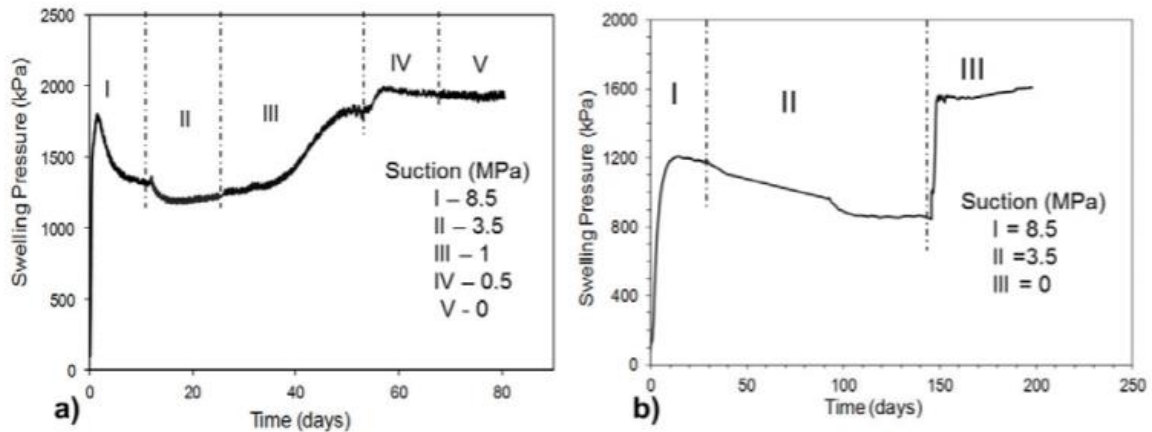 2500
2000
1500
1000
500
0
Swelling Pressure (kPa)
I
II
III
IV
V
Suction (MPa)
I – 8.5
II – 3.5
III – 1
IV – 0.5
V - 0
0
20
40
60
80
Time (days)
a)
2000
1600
1200
800
400
0
Swelling Pressure (kPa)
I
II
III
Suction (MPa)
I = 8.5
II =3.5
III = 0
0
50
100
150
200
250
Time (days)
b)